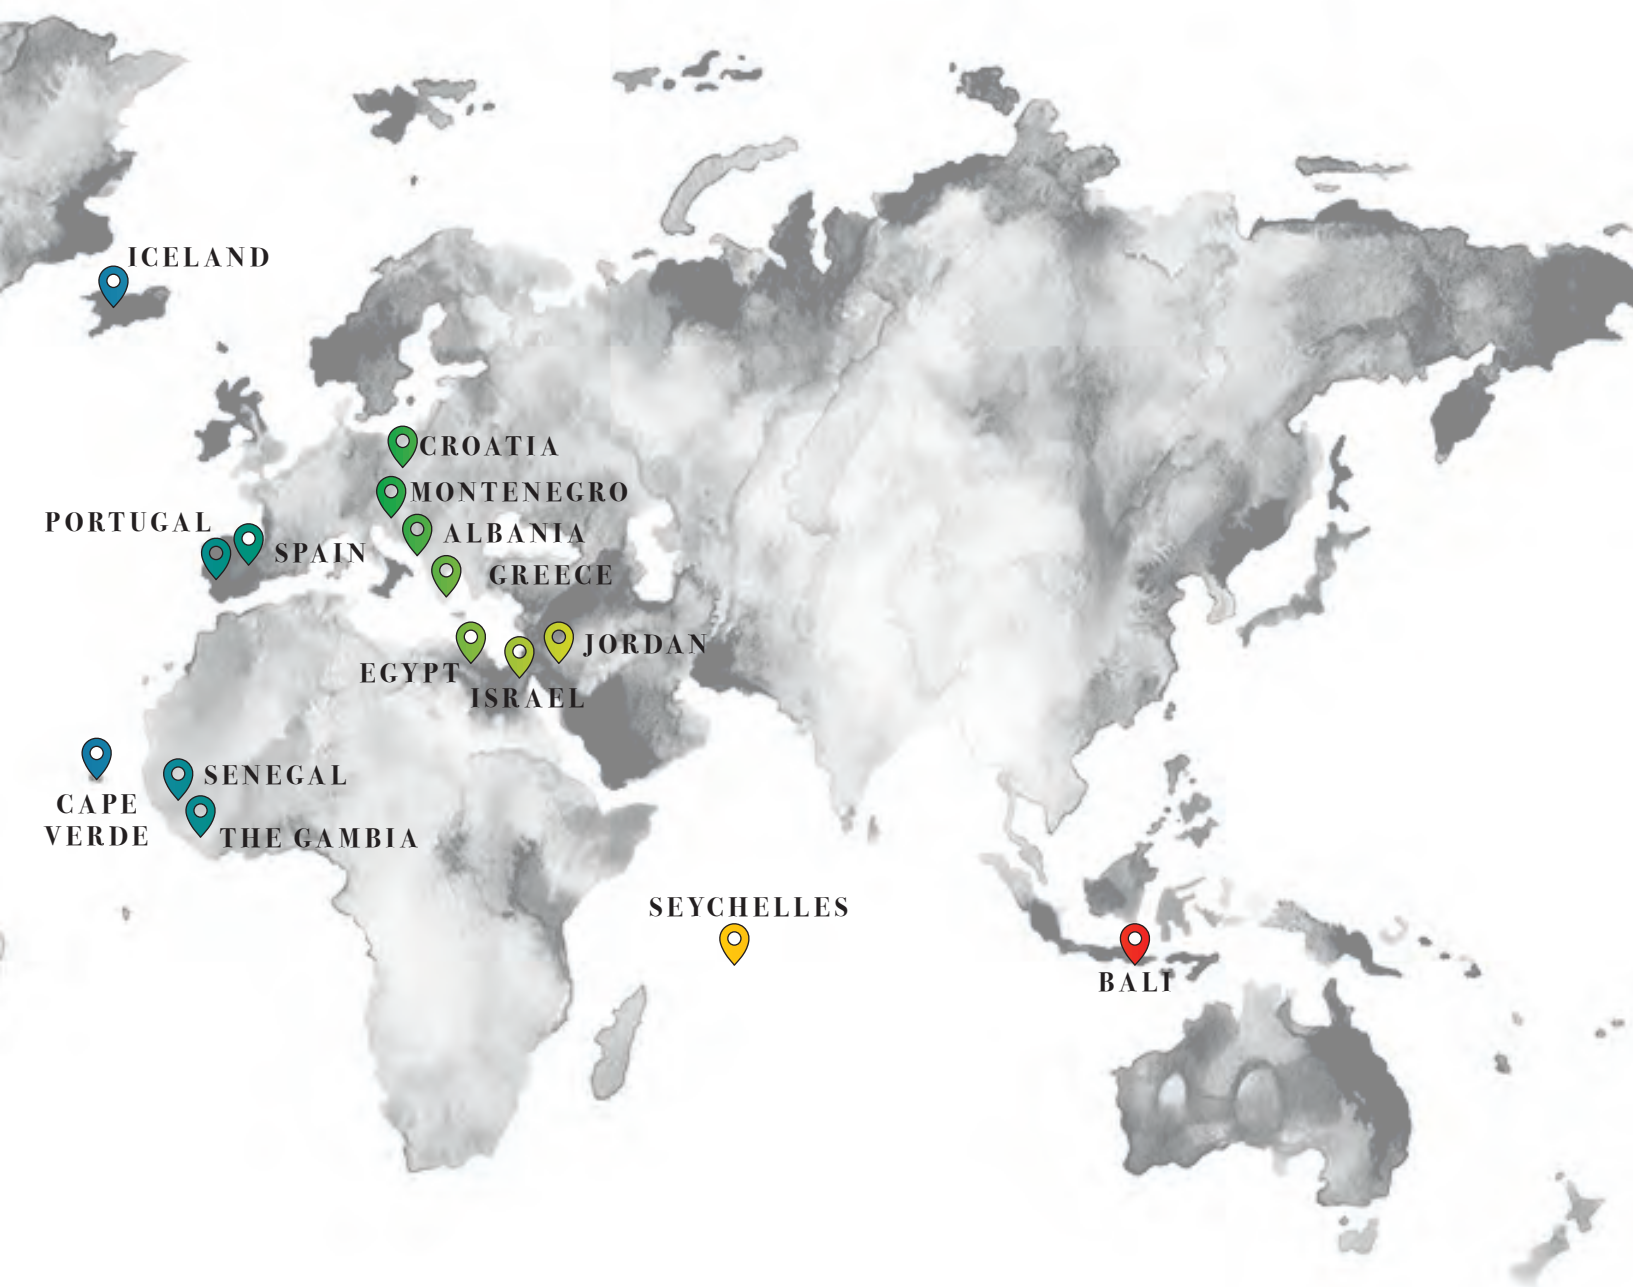 ICELAND
CROATIA
MONTENEGRO
PORTUGAL
ALBANIA
SPAIN
GREECE
JORDAN
EGYPT
ISRAEL
SENEGAL
CAPE
VERDE
THE GAMBIA
SEYCHELLES
BALI